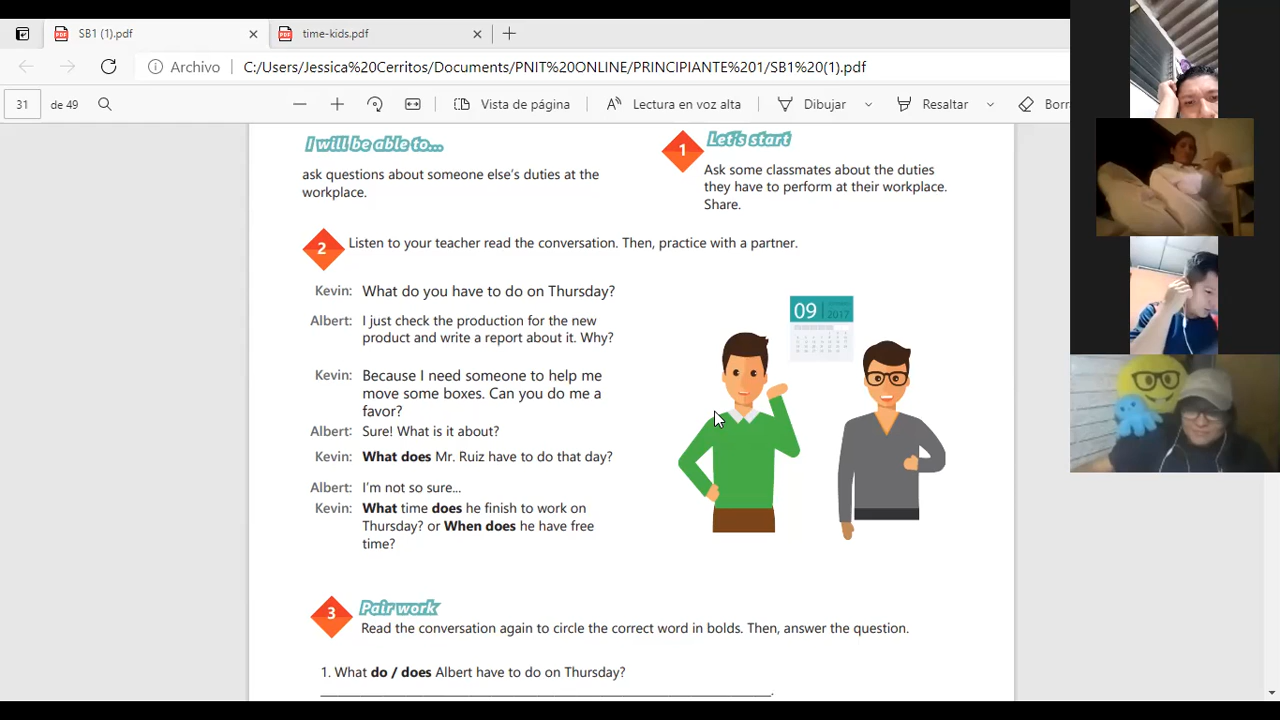 SB1 (1).pdf
time-kids.pdf
Archivo
C:/Users/Jessica%20Cerritos/Documents/PNIT%20ONLINE/PRINCIPIANTE%201/SB1%20(1).pdf
31
de 49
Vista de página
Lectura en voz alta
Dibujar
Resaltar
Borr
I will be able to...
ask questions about someone else's duties at the
workplace.
1
Let's start
Ask some classmates about the duties
they have to perform at their workplace.
Share.
2
Listen to your teacher read the conversation. Then, practice with a partner.
Kevin: What do you have to do on Thursday?
Albert: I just check the production for the new
product and write a report about it. Why?
Kevin: Because I need someone to help me
move some boxes. Can you do me a
favor?
Albert: Sure! What is it about?
Kevin: What does Mr. Ruiz have to do that day?
Albert: I'm not so sure...
Kevin: What time does he finish to work on
Thursday? or When does he have free
time?
09
2017
3
Pair work
Read the conversation again to circle the correct word in bolds. Then, answer the question.
1. What do / does Albert have to do on Thursday?